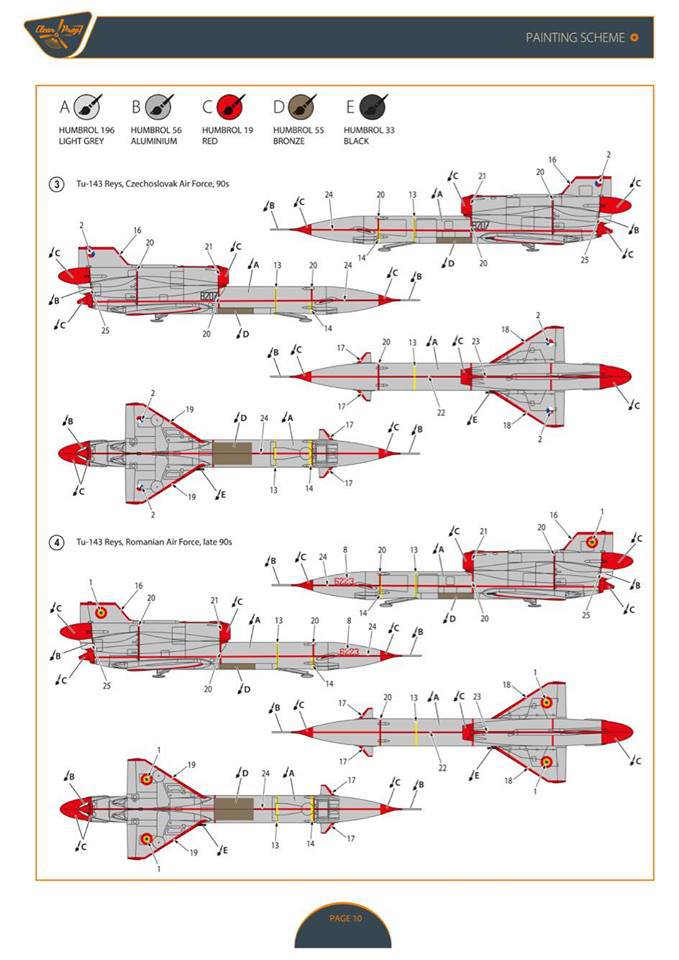 Clear Prop!
PAINTING SCHEME
A B C D E
HUMBROL 196 HUMBROL 56 HUMBROL 19 HUMBROL 55 HUMBROL 33
LIGHT GREY ALUMINIUM RED BRONZE BLACK
3 Tu-143 Reys, Czechoslovak Air Force, 90s
B C 24 20 13 A C 21 16 2 C
8207
14 D 20 25 B C
C 2 16 20 21 C A 13 20 24 C B
8207
B C 25 20 D 14
B C 17 20 13 A C 23 18 2
17 22 E 18 2 C
B 2 19 D 24 A 17 C B
C 2 19 E 13 14 17
4 Tu-143 Reys, Romanian Air Force, late 90s
B C 24 8 20 13 A C 21 20 16 1 C
6223
14 D 20 25 B C
C 1 16 20 21 C A 13 20 8 24 C B
6223
B C 25 20 D 14
B C 17 20 13 A C 23 18 1
17 22 E 18 1 C
B 1 19 D 24 A 17 C B
C 1 19 E 13 14 17
PAGE 10